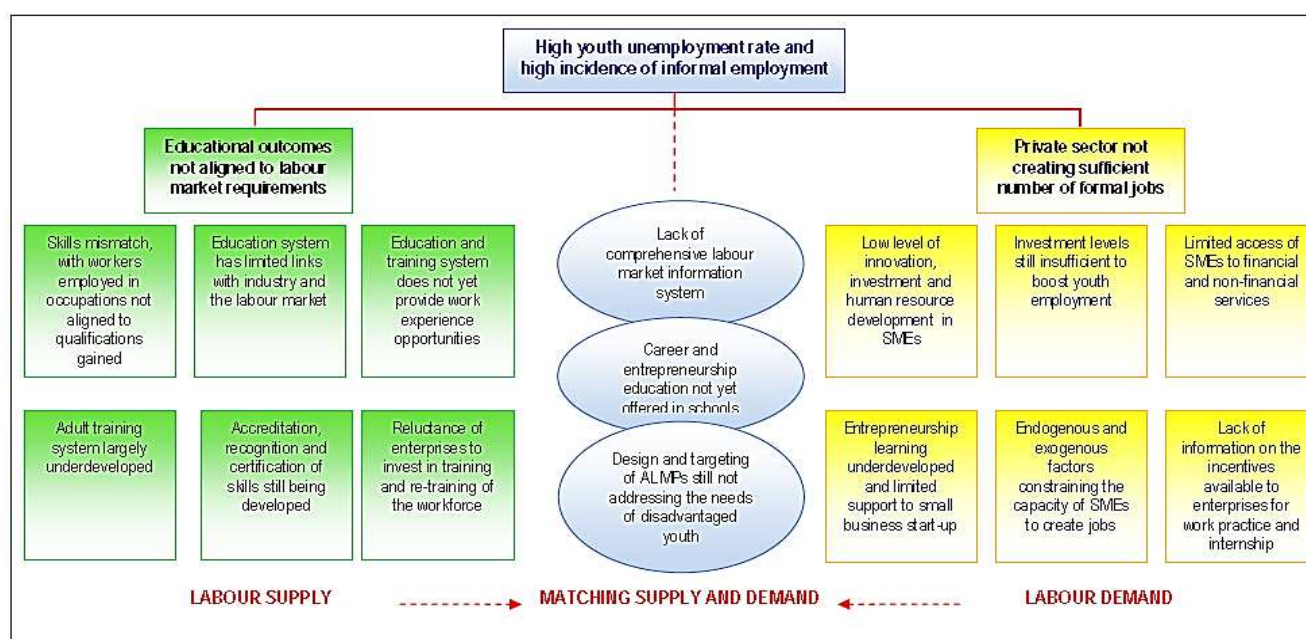 High youth unemployment rate and
high incidence of informal employment
Educational outcomes
not aligned to labour
market requirements
Private sector not
creating sufficient
number of formal jobs
Skills mismatch,
with workers
employed in
occupations not
aligned to
qualifications
gained
Education system
has limited links
with industry and
the labour market
Education and
training system
does not yet
provide work
experience
opportunities
Lack of
comprehensive labour
market information
system
Low level of
innovation,
investment and
human resource
development in
SMEs
Investment levels
still insufficient to
boost youth
employment
Limited access of
SMEs to financial
and non-financial
services
Career and
entrepreneurship
education not yet
offered in schools
Adult training
system largely
underdeveloped
Accreditation,
recognition and
certification of
skills still being
developed
Reluctance of
enterprises to
invest in training
and re-training of
the workforce
Design and targeting
of ALMPs still not
addressing the needs
of disadvantaged
youth
Entrepreneurship
learning
underdeveloped
and limited
support to small
business start-up
Endogenous and
exogenous
factors
constraining the
capacity of SMEs
to create jobs
Lack of
information on the
incentives
available to
enterprises for
work practice and
internship
LABOUR SUPPLY
MATCHING SUPPLY AND DEMAND
LABOUR DEMAND